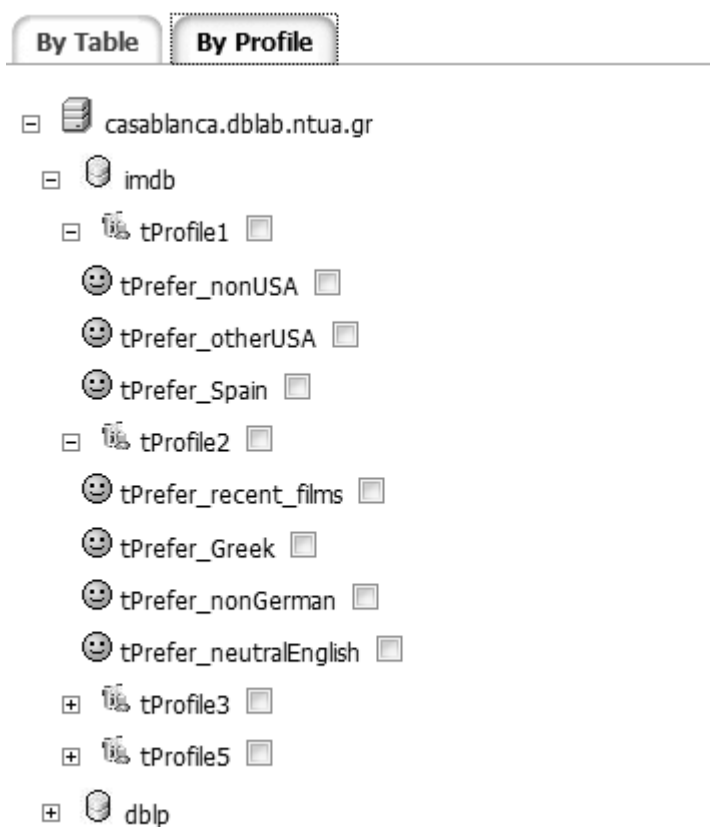 By Table By Profile
casablanca.dblab.ntua.gr
imdb
tProfile1
tPrefer_nonUSA
tPrefer_otherUSA
tPrefer_Spain
tProfile2
tPrefer_recent_films
tPrefer_Greek
tPrefer_nonGerman
tPrefer_neutralEnglish
tProfile3
tProfile5
dblp